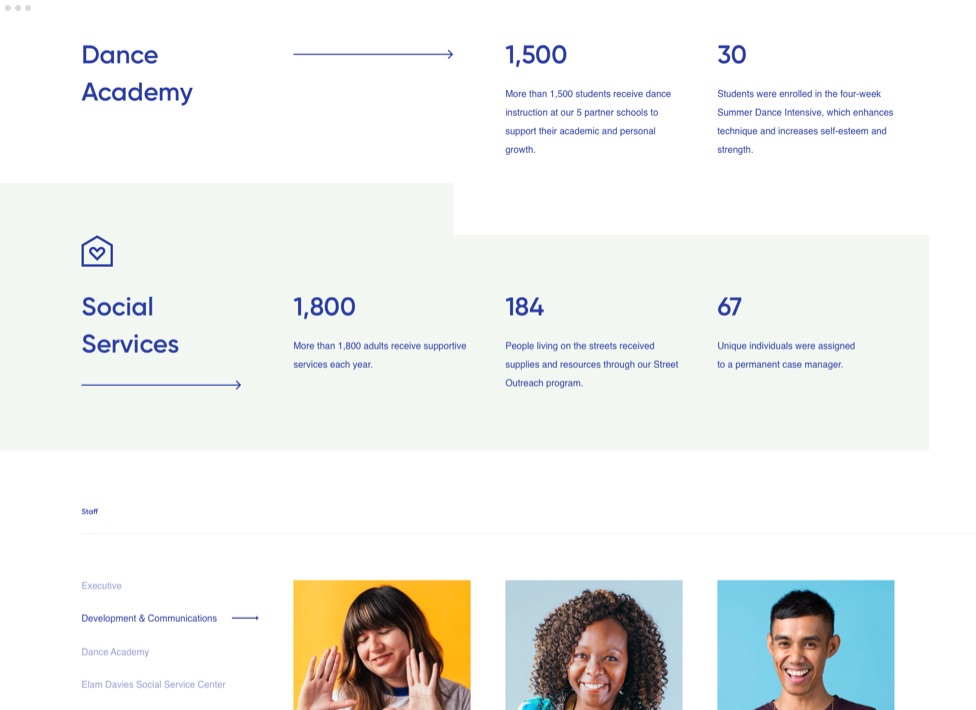 Dance
Academy
1,500
More than 1,500 students receive dance
instruction at our 5 partner schools to
support their academic and personal
growth.
30
Students were enrolled in the four-week
Summer Dance Intensive, which enhances
technique and increases self-esteem and
strength.
Social
Services
1,800
More than 1,800 adults receive supportive
services each year.
184
People living on the streets received
supplies and resources through our Street
Outreach program.
67
Unique individuals were assigned
to a permanent case manager.
Staff
Executive
Development & Communications
Dance Academy
Elam Davies Social Service Center